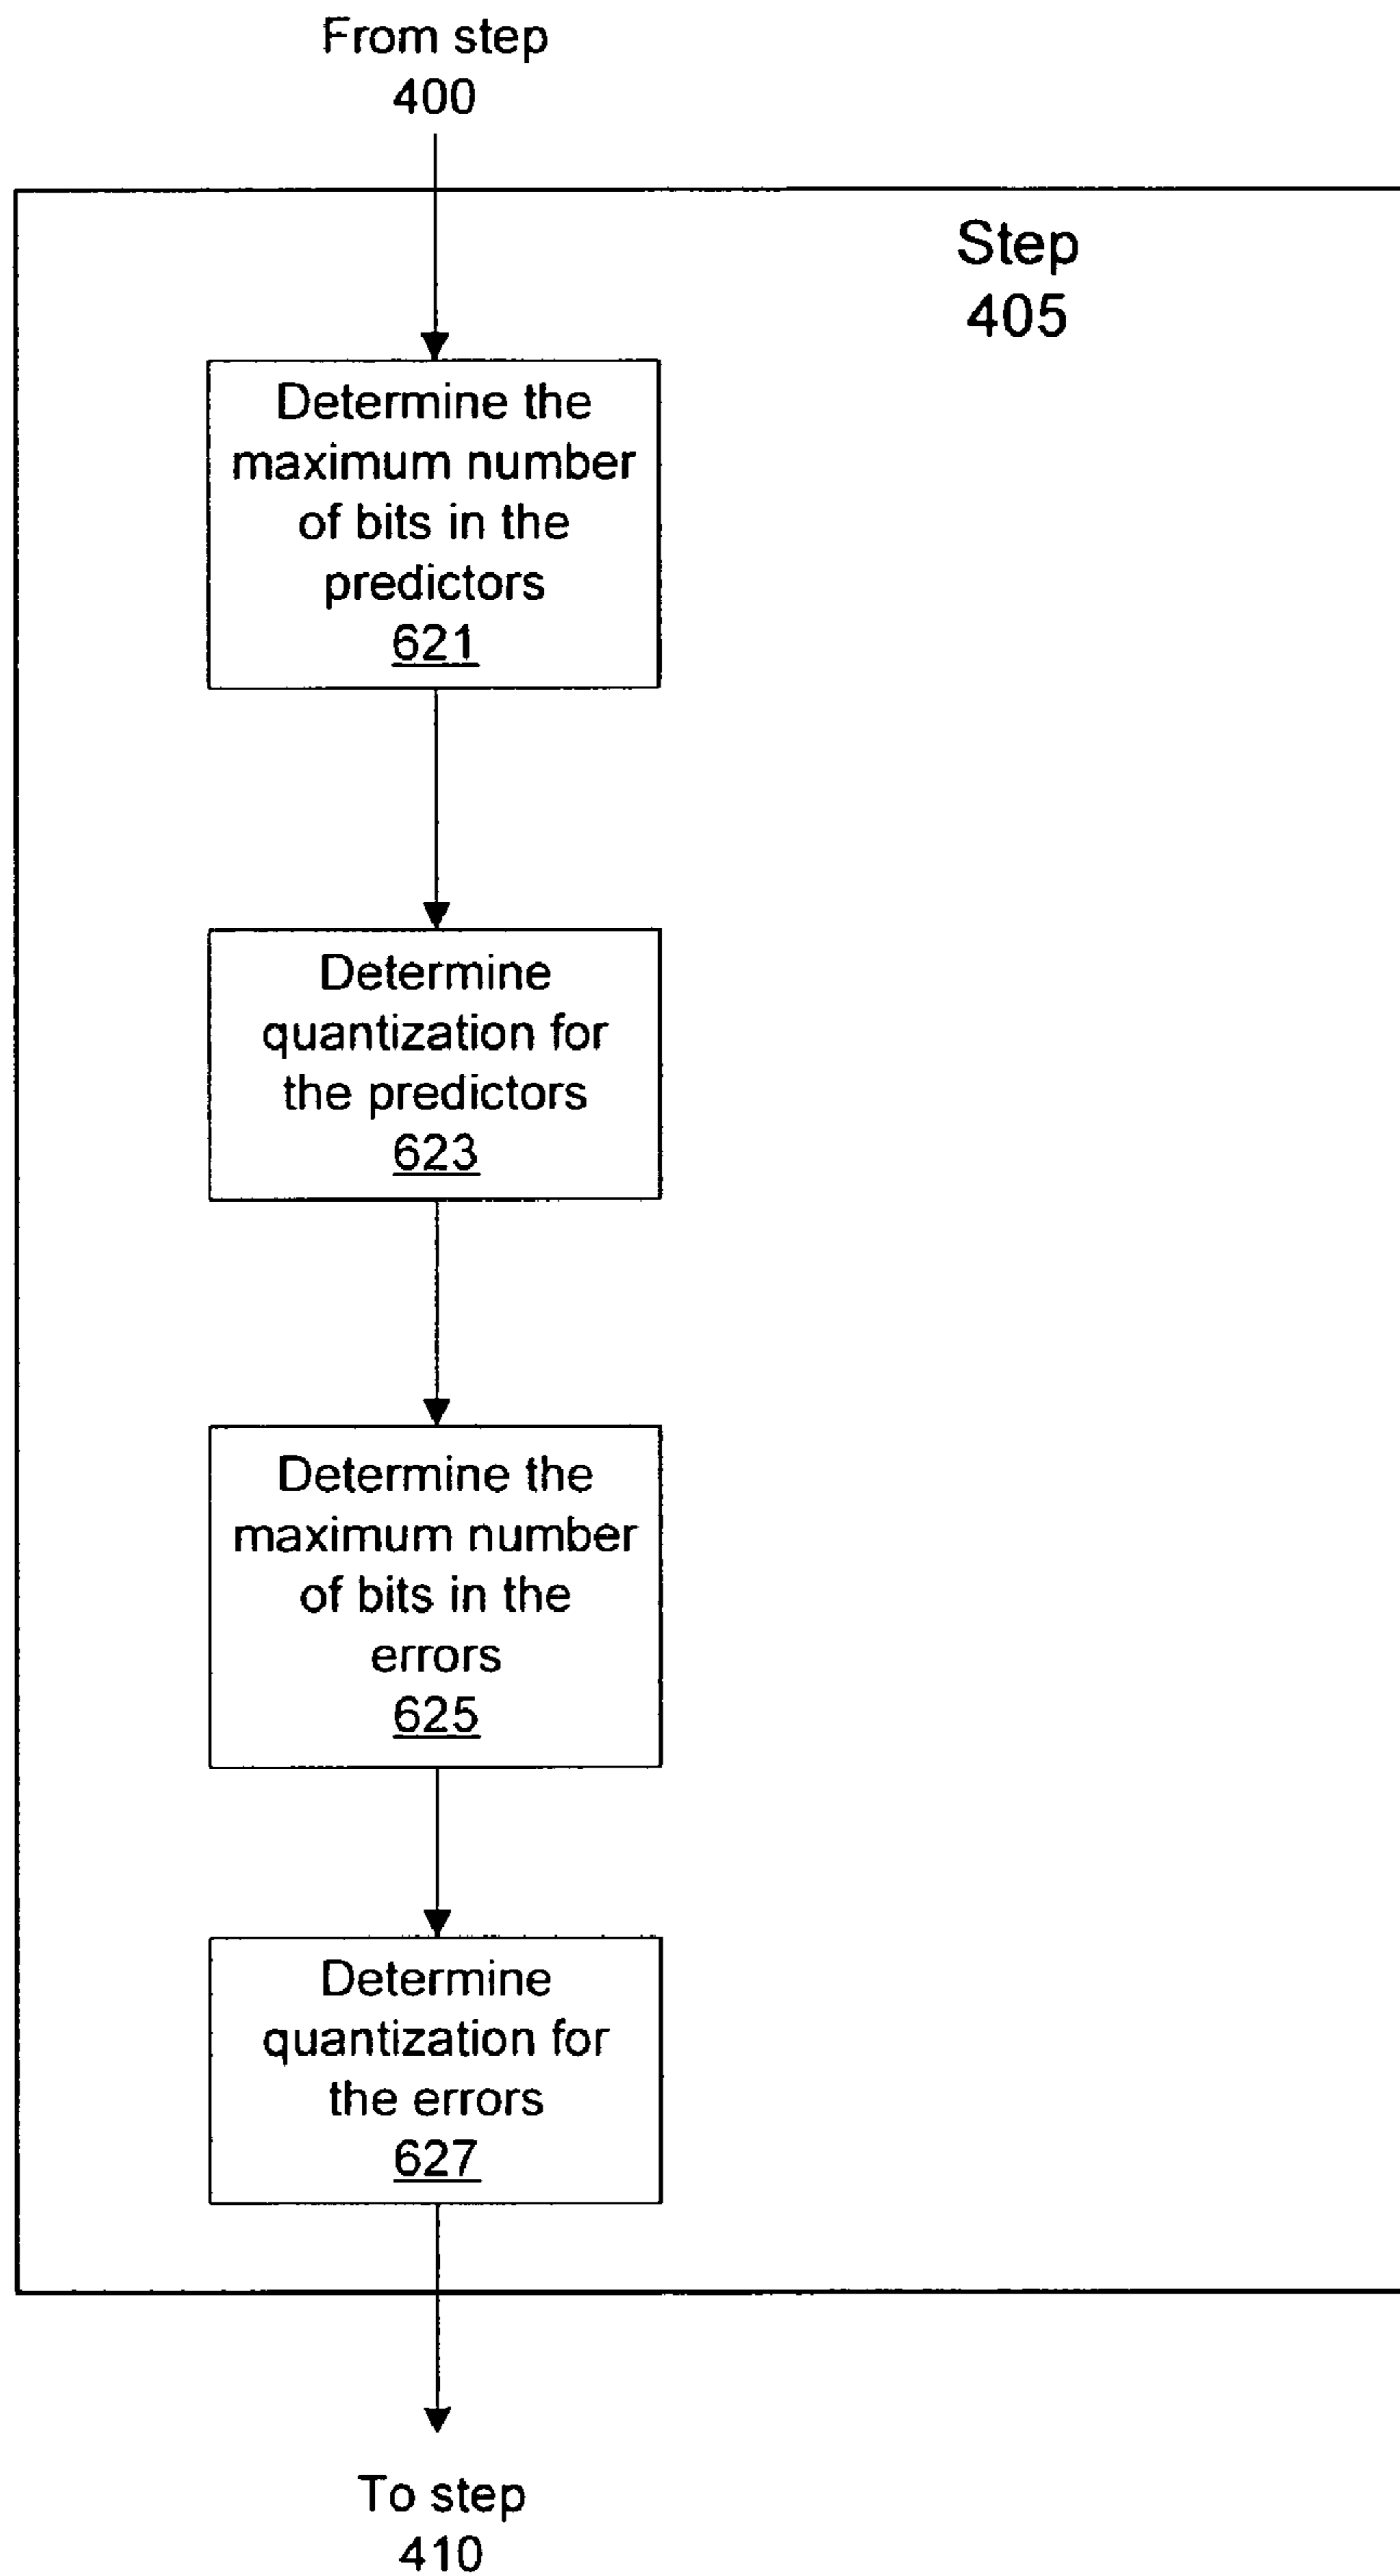 From step
400
Step
405
Determine the
maximum number
of bits in the
predictors
621
Determine
quantization for
the predictors
623
Determine the
maximum number
of bits in the
errors
625
Determine
quantization for
the errors
627
To step
410